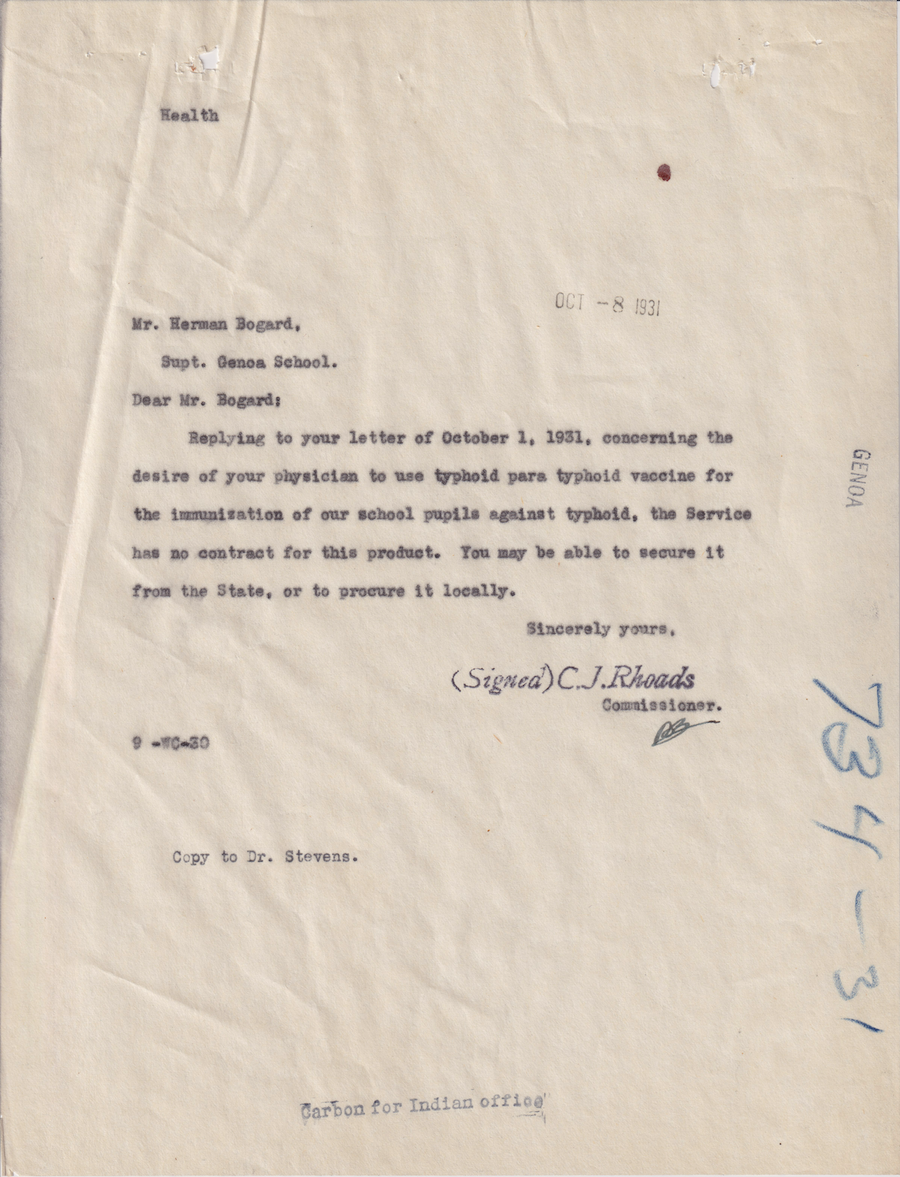 Health
OCT -8 1931
Mr. Herman Bogard,
Supt. Genoa School.
Dear Mr. Bogard:
Replying to your letter of October 1, 1931, concerning the
desire of your physician to use typhoid para typhoid vaccine for
the immunization of our school pupils against typhoid, the Service
has no contract for this product. You may be able to secure it
from the State, or to procure it locally.
Sincerely yours,
(Signed) C.J. Rhoads
Commissioner.
9 -WC-30
Copy to Dr. Stevens.
Carbon for Indian office
GENOA
734-31